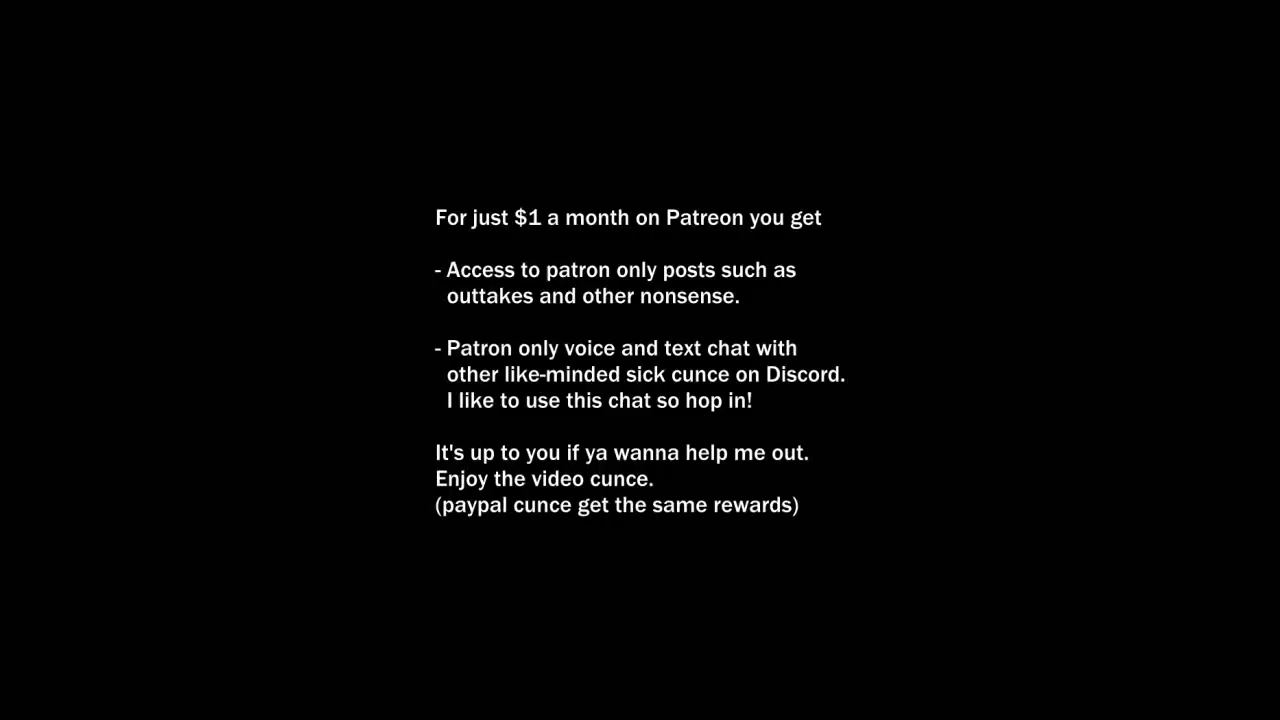 For just $1 a month on Patreon you get
- Access to patron only posts such as
outtakes and other nonsense.
- Patron only voice and text chat with
other like-minded sick cunce on Discord.
I like to use this chat so hop in!
It's up to you if ya wanna help me out.
Enjoy the video cunce.
(paypal cunce get the same rewards)